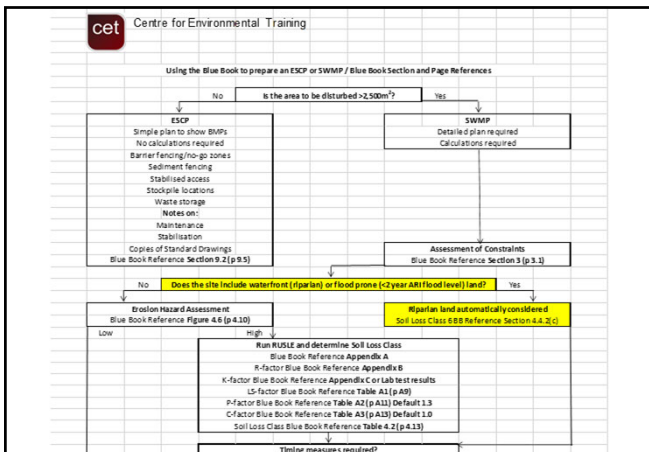 cet Centre for Environmental Training
Using the Blue Book to prepare an ESCP or SWMP / Blue Book Section and Page References
No Is the area to be disturbed >2,500m²? Yes
ESCP
Simple plan to show BMPs
No calculations required
Barrier fencing/no-go zones
Sediment fencing
Stabilised access
Stockpile locations
Waste storage
Notes on:
Maintenance
Stabilisation
Copies of Standard Drawings
Blue Book Reference Section 9.2 (p 9.5)
SWMP
Detailed plan required
Calculations required
Assessment of Constraints
Blue Book Reference Section 3 (p 3.1)
No Does the site include waterfront (riparian) or flood prone (<2 year ARI flood level) land? Yes
Erosion Hazard Assessment
Blue Book Reference Figure 4.6 (p 4.10)
Riparian land automatically considered
Soil Loss Class 6 BB Reference Section 4.4.2(c)
Low High
Run RUSLE and determine Soil Loss Class
Blue Book Reference Appendix A
R-factor Blue Book Reference Appendix B
K-factor Blue Book Reference Appendix C or Lab test results
LS-factor Blue Book Reference Table A1 (p A9)
P-factor Blue Book Reference Table A2 (p A11) Default 1.3
C-factor Blue Book Reference Table A3 (p A13) Default 1.0
Soil Loss Class Blue Book Reference Table 4.2 (p 4.13)
Timing measures required?